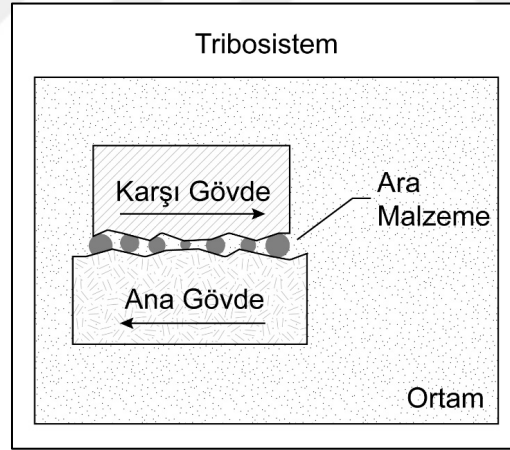 Tribosistem
Karşı Gövde
Ara
Malzeme
Ana Gövde
Ortam